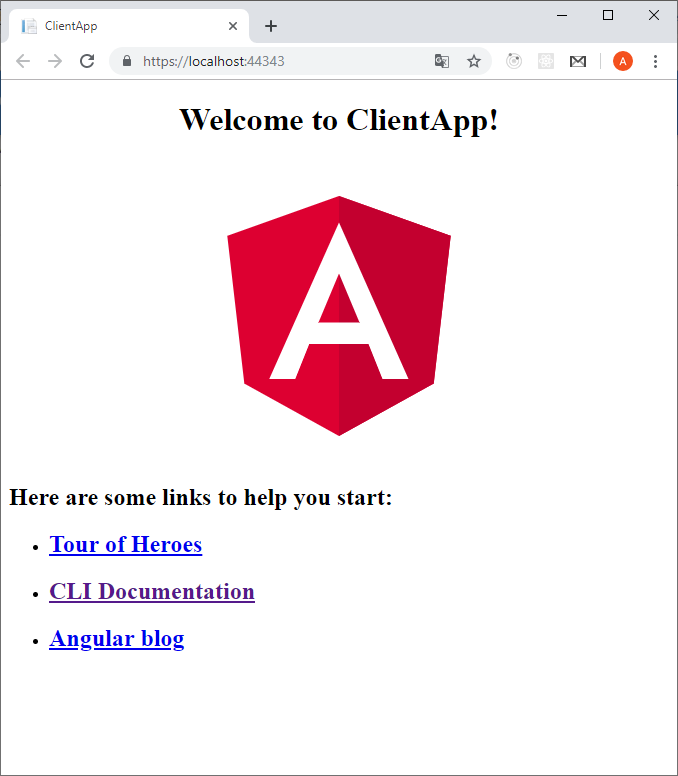 ClientApp
https://localhost:44343
A
Welcome to ClientApp!
A
Here are some links to help you start:
Tour of Heroes
CLI Documentation
Angular blog